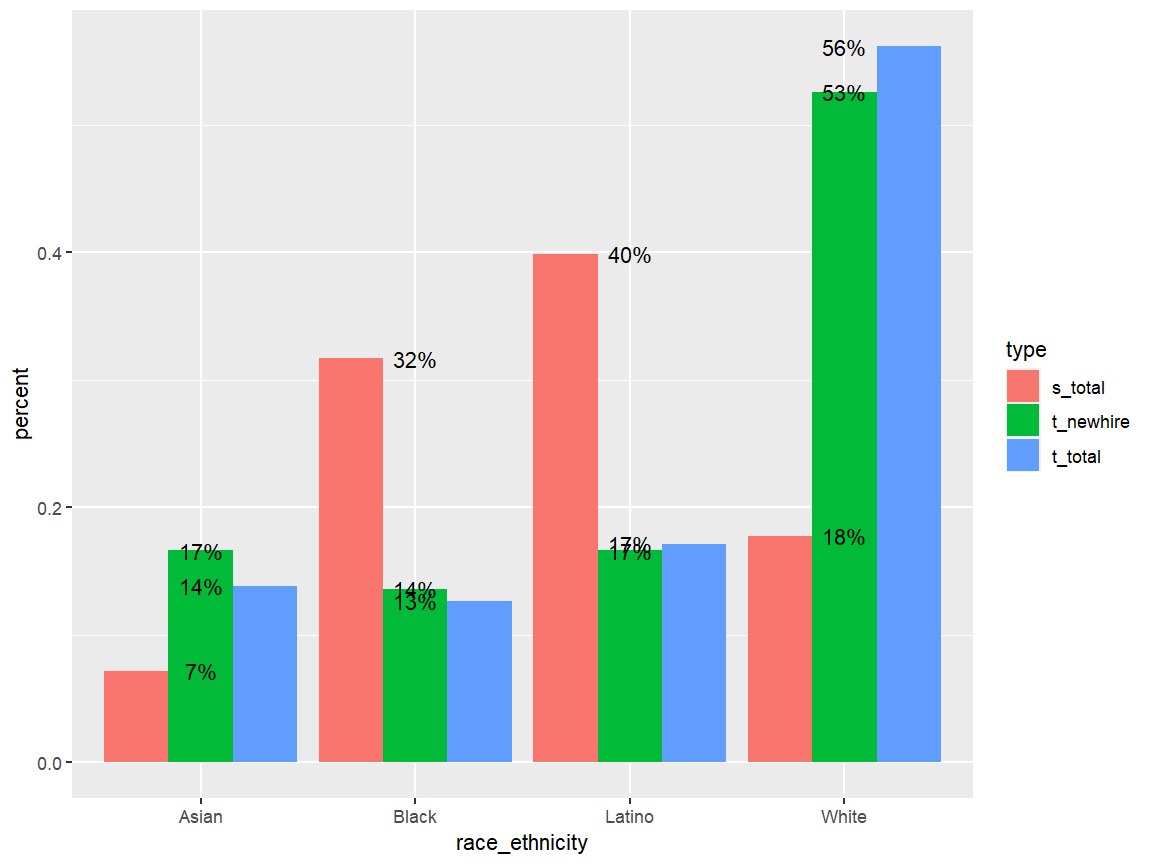 56%
53%
0.4
40%
32%
0.2
18%
17%
17%
17%
14%
14%
13%
7%
0.0
Asian Black Latino White
race_ethnicity
percent
type
s_total
t_newhire
t_total